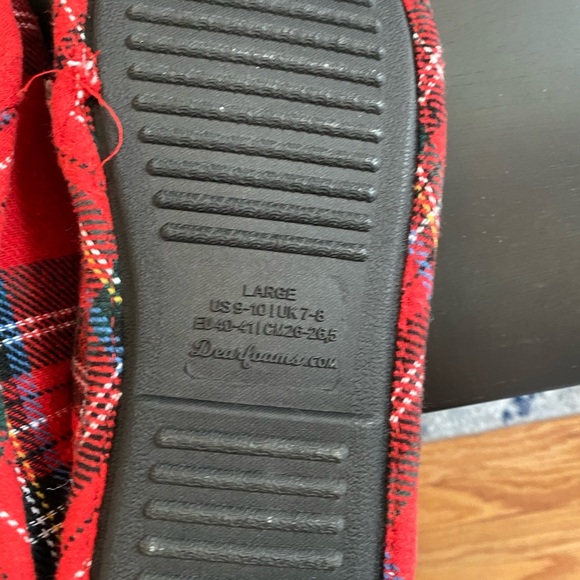 LARGE
US 9-10 | UK 7-8
EU 40-41 | CM 26-26,5
Dearfoams.COM